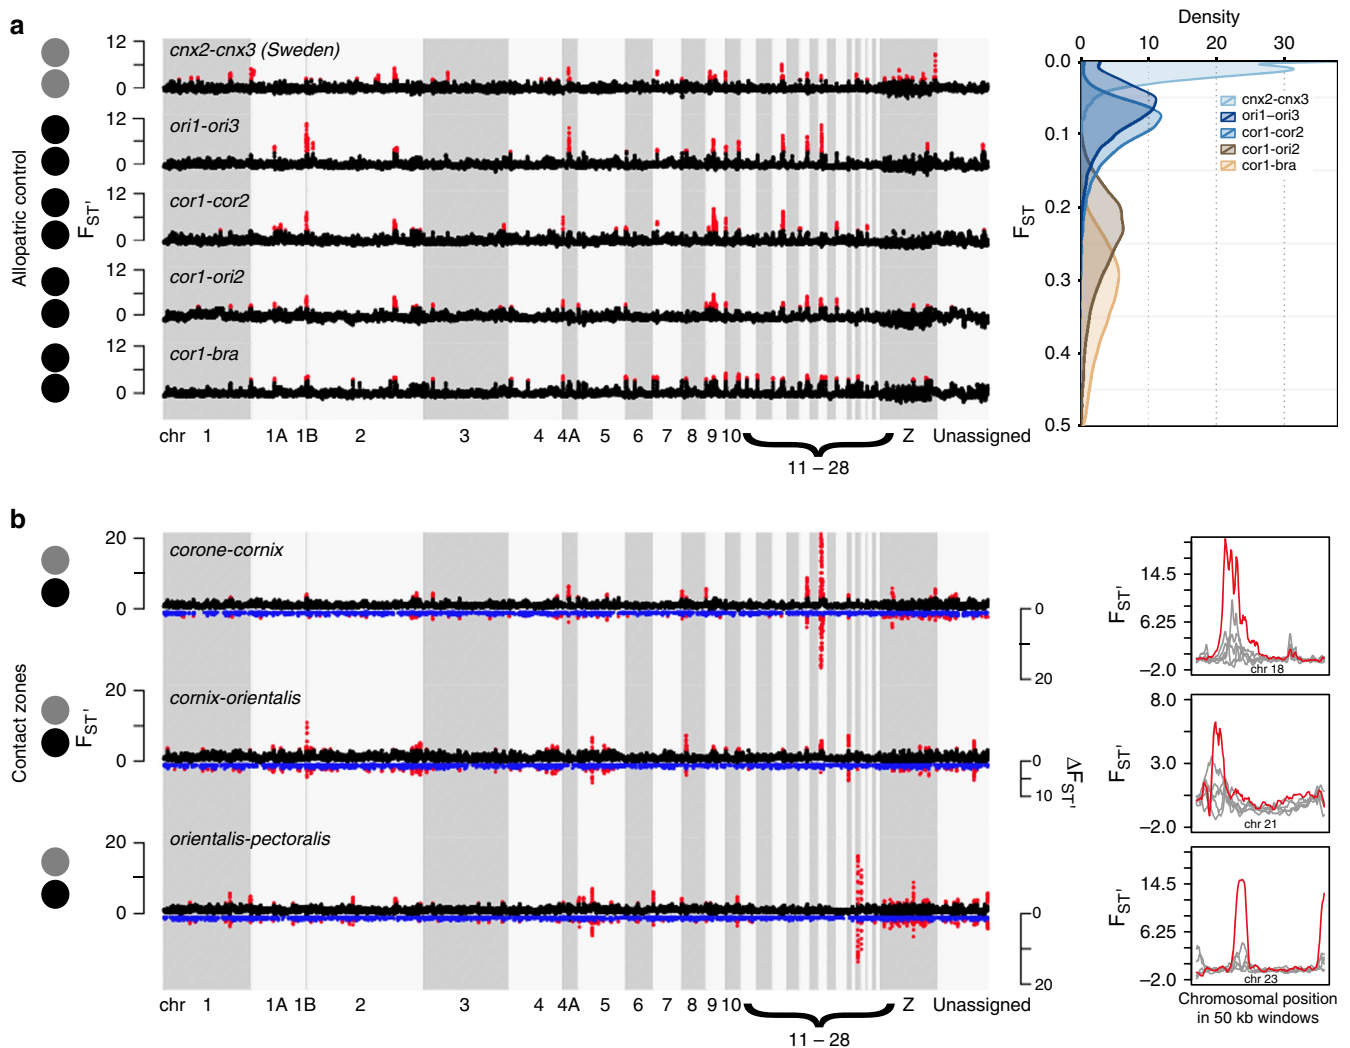 a
Allopatric control
FST'
12
0
cnx2-cnx3 (Sweden)
12
0
ori1-ori3
12
0
cor1-cor2
12
0
cor1-ori2
12
0
cor1-bra
chr 1 1A 1B 2 3 4 4A 5 6 7 8 9 10 Z Unassigned
11 – 28
Density
0 10 20 30
FST
0.0
0.1
0.2
0.3
0.4
0.5
cnx2-cnx3
ori1–ori3
cor1-cor2
cor1-ori2
cor1-bra
b
Contact zones
FST'
20
0
corone-cornix
0
20
20
0
cornix-orientalis
0
10
ΔFST'
20
0
orientalis-pectoralis
0
20
chr 1 1A 1B 2 3 4 4A 5 6 7 8 9 10 Z Unassigned
11 – 28
FST'
14.5
6.25
–2.0
chr 18
FST'
8.0
3.0
–2.0
chr 21
FST'
14.5
6.25
–2.0
chr 23
Chromosomal position
in 50 kb windows